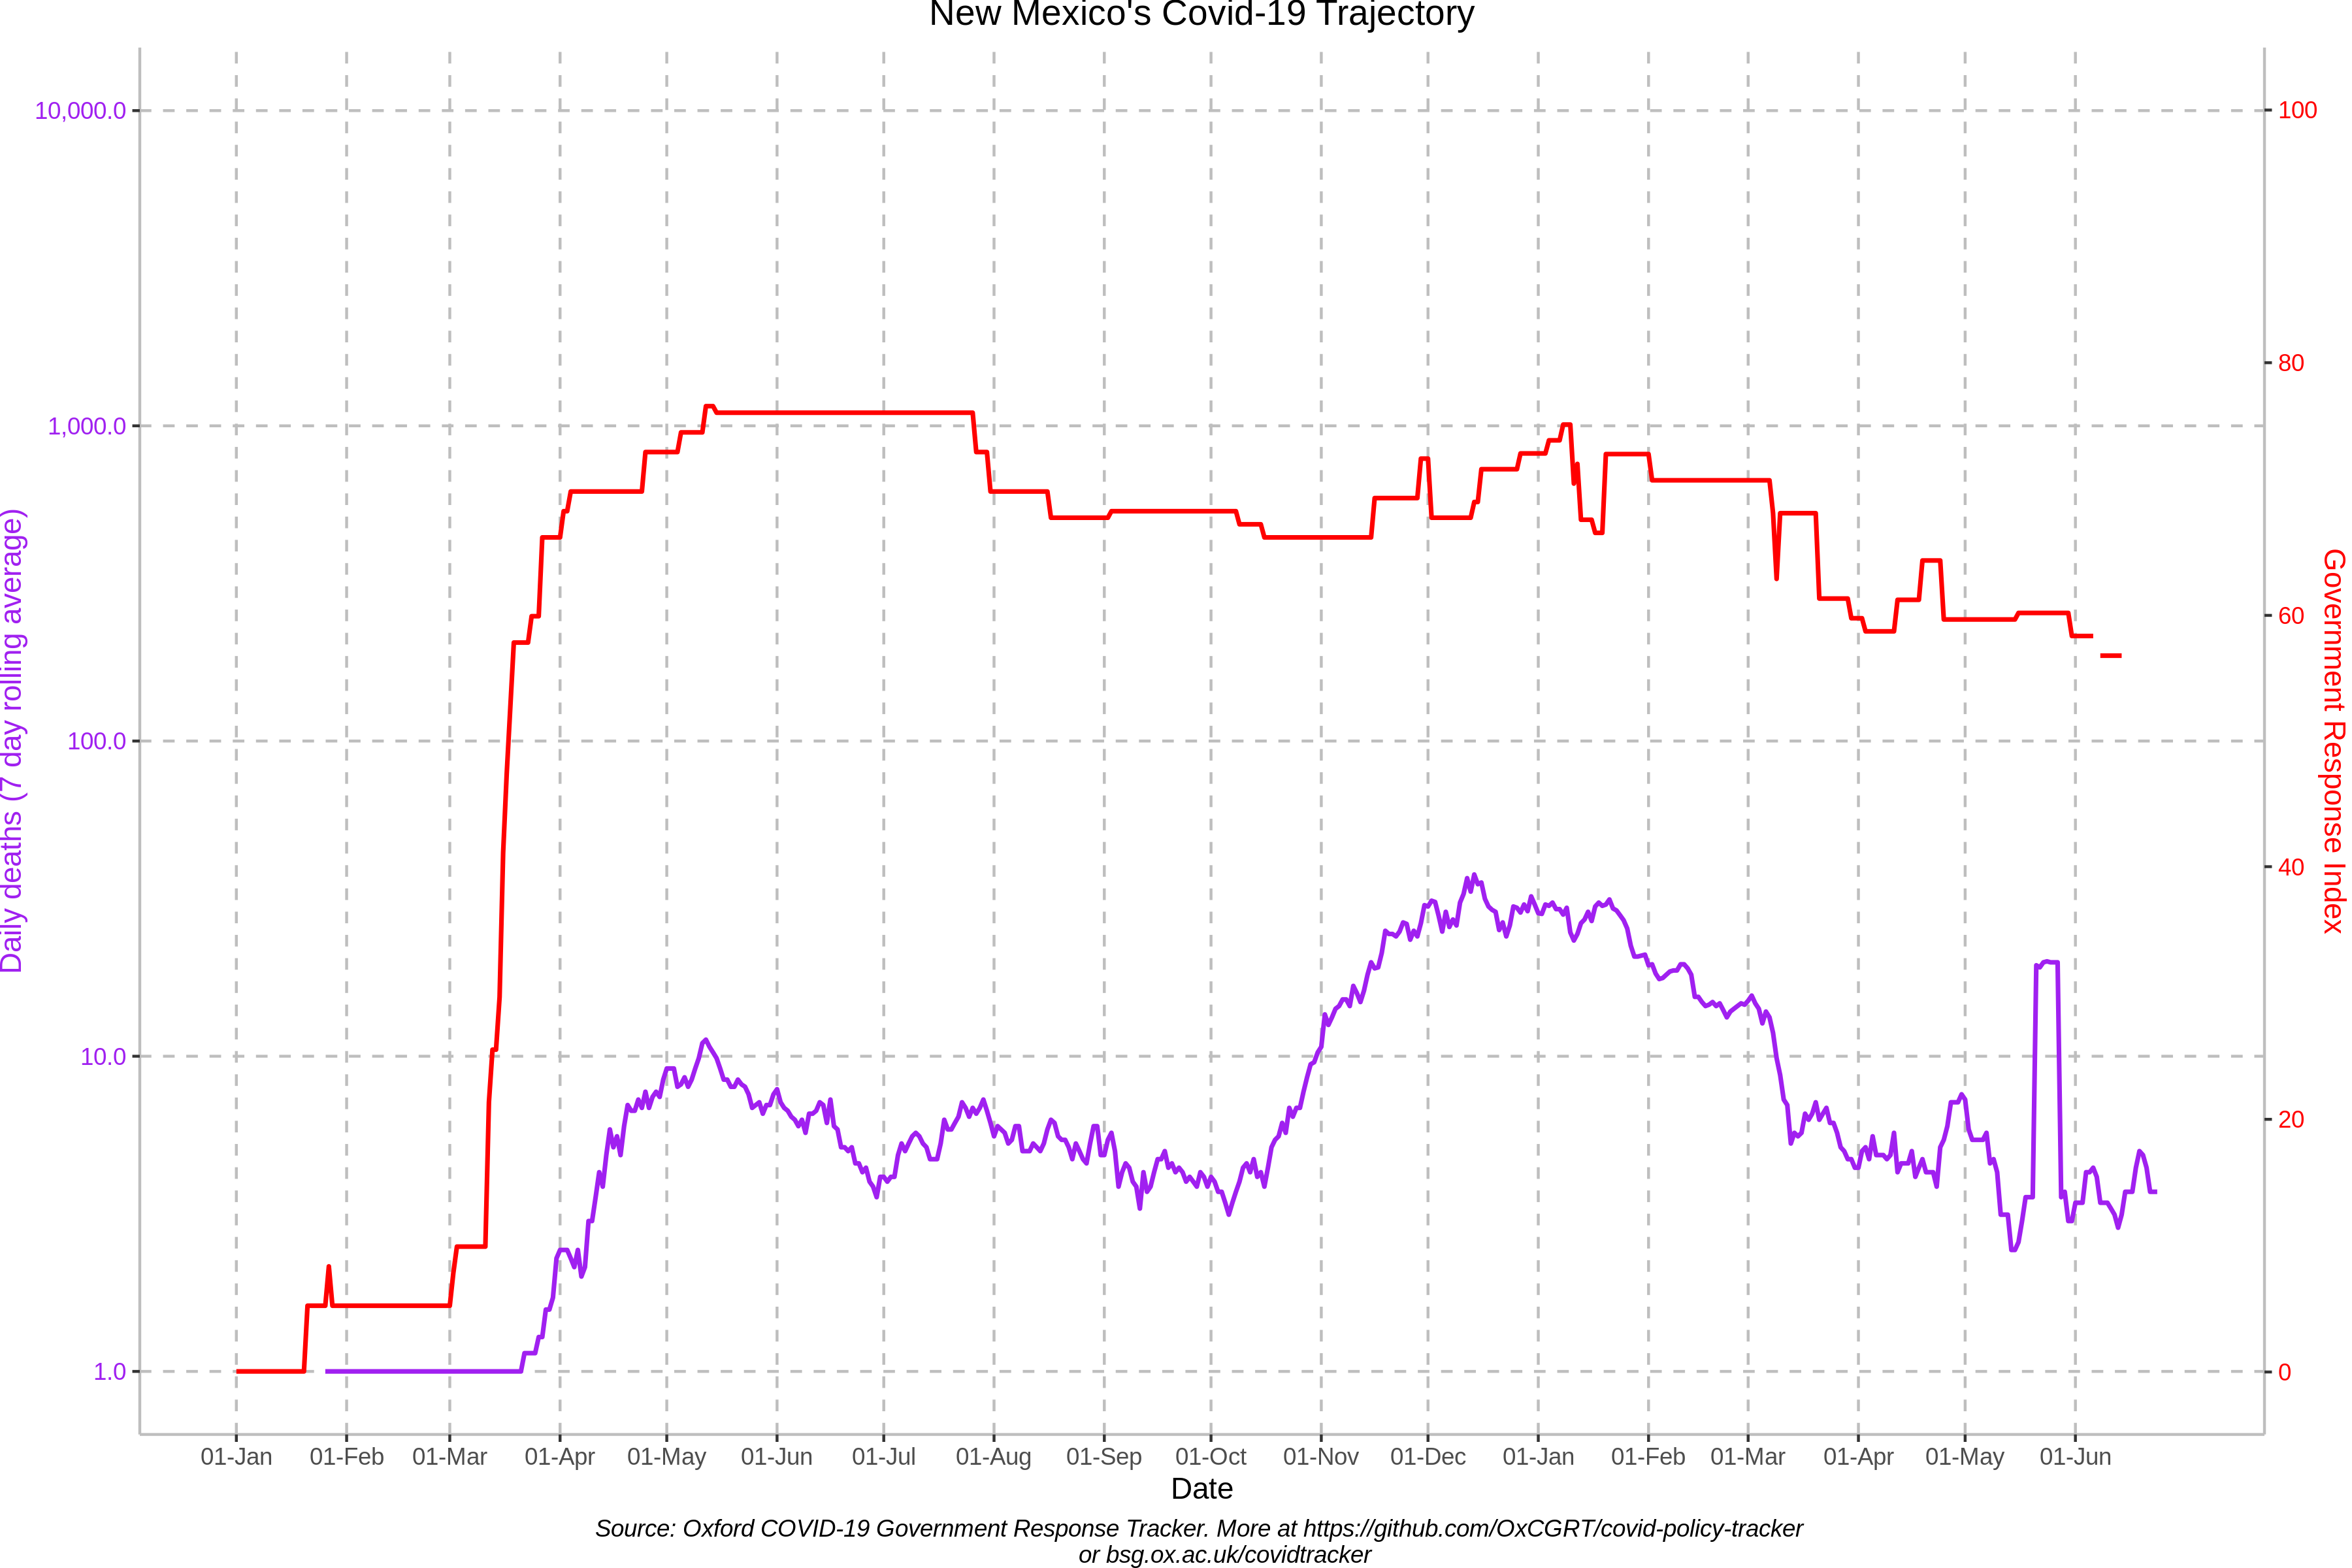 New Mexico's Covid-19 Trajectory
10,000.0
1,000.0
100.0
10.0
1.0
Daily deaths (7 day rolling average)
100
80
60
40
20
0
Government Response Index
01-Jan 01-Feb 01-Mar 01-Apr 01-May 01-Jun 01-Jul 01-Aug 01-Sep 01-Oct 01-Nov 01-Dec 01-Jan 01-Feb 01-Mar 01-Apr 01-May 01-Jun
Date
Source: Oxford COVID-19 Government Response Tracker. More at https://github.com/OxCGRT/covid-policy-tracker
or bsg.ox.ac.uk/covidtracker